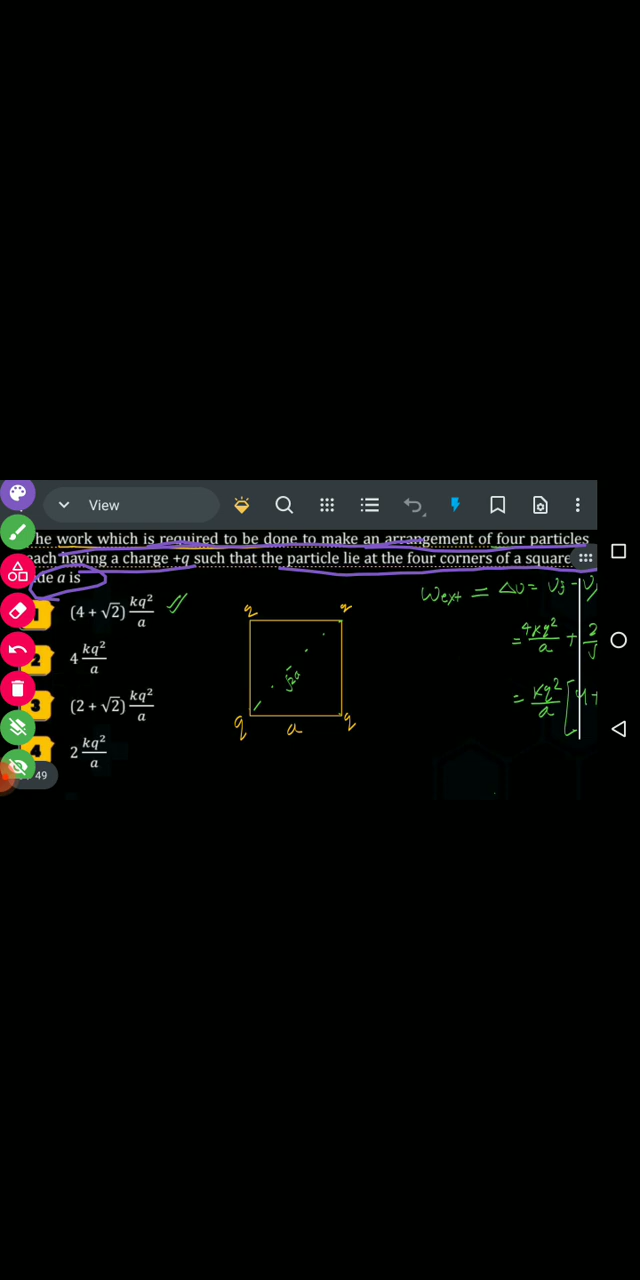 View
he work which is required to be done to make an arrangement of four particles
ach having a charge +q such that the particle lie at the four corners of a square
de a is
1 (4 + √2) kq²/a
2 4 kq²/a
3 (2 + √2) kq²/a
4 2 kq²/a
49
q q
√2a
q a q
Wext = ΔU = Uf - U
= 4kq²/a + 2/√
= kq²/a [4+